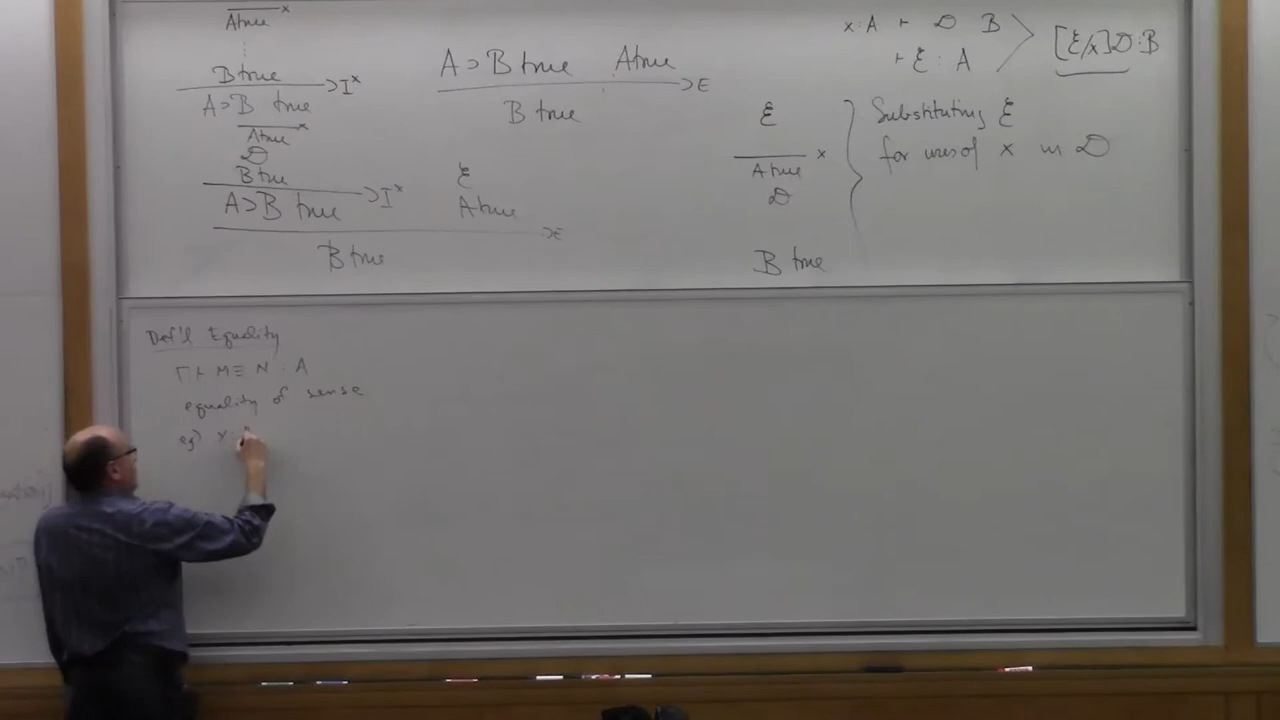 A true x
⋮
B true
⊃I^x
A ⊃ B true
A ⊃ B true A true
⊃E
B true
x:A ⊢ 𝒟 B
⊢ ℰ : A
[ℰ/x]𝒟:B
A true x
𝒟
B true
⊃I^x
A ⊃ B true
ℰ
A true
⊃E
B true
ℰ
A true x
𝒟
B true
Substituting ℰ
for uses of x in 𝒟
Def'l Equality
Γ ⊢ M ≡ N : A
equality of sense
eg) x: